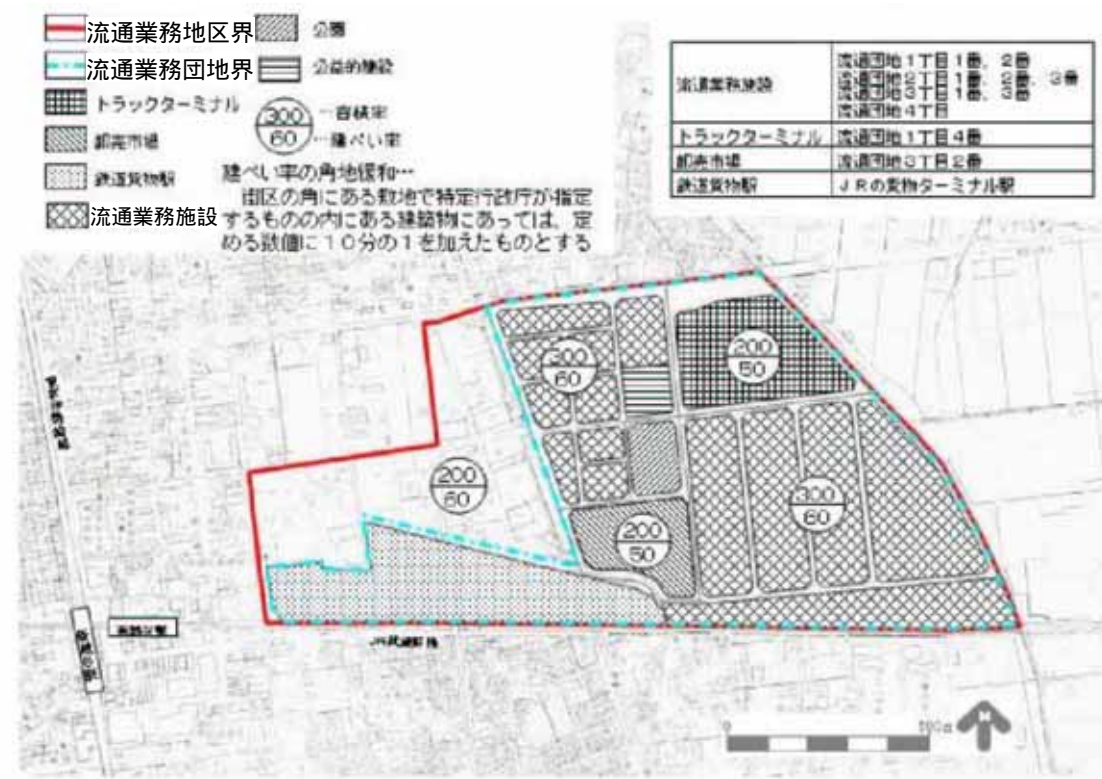 流通業務地区界
公園
流通業務団地界
公益的施設
トラックターミナル
300
60
…容積率
…建ぺい率
卸売市場
鉄道貨物駅
流通業務施設
建ぺい率の角地緩和…
街区の角にある敷地で特定行政庁が指定
するものの内にある建築物にあっては、定
める数値に10分の1を加えたものとする
流通業務施設
流通団地1丁目1番、2番
流通団地2丁目1番、2番、3番
流通団地3丁目1番、3番
流通団地4丁目
トラックターミナル
流通団地1丁目4番
卸売市場
流通団地3丁目2番
鉄道貨物駅
JRの貨物ターミナル駅
300
60
200
50
200
60
300
60
200
50
JR武蔵野線
0
500m
N